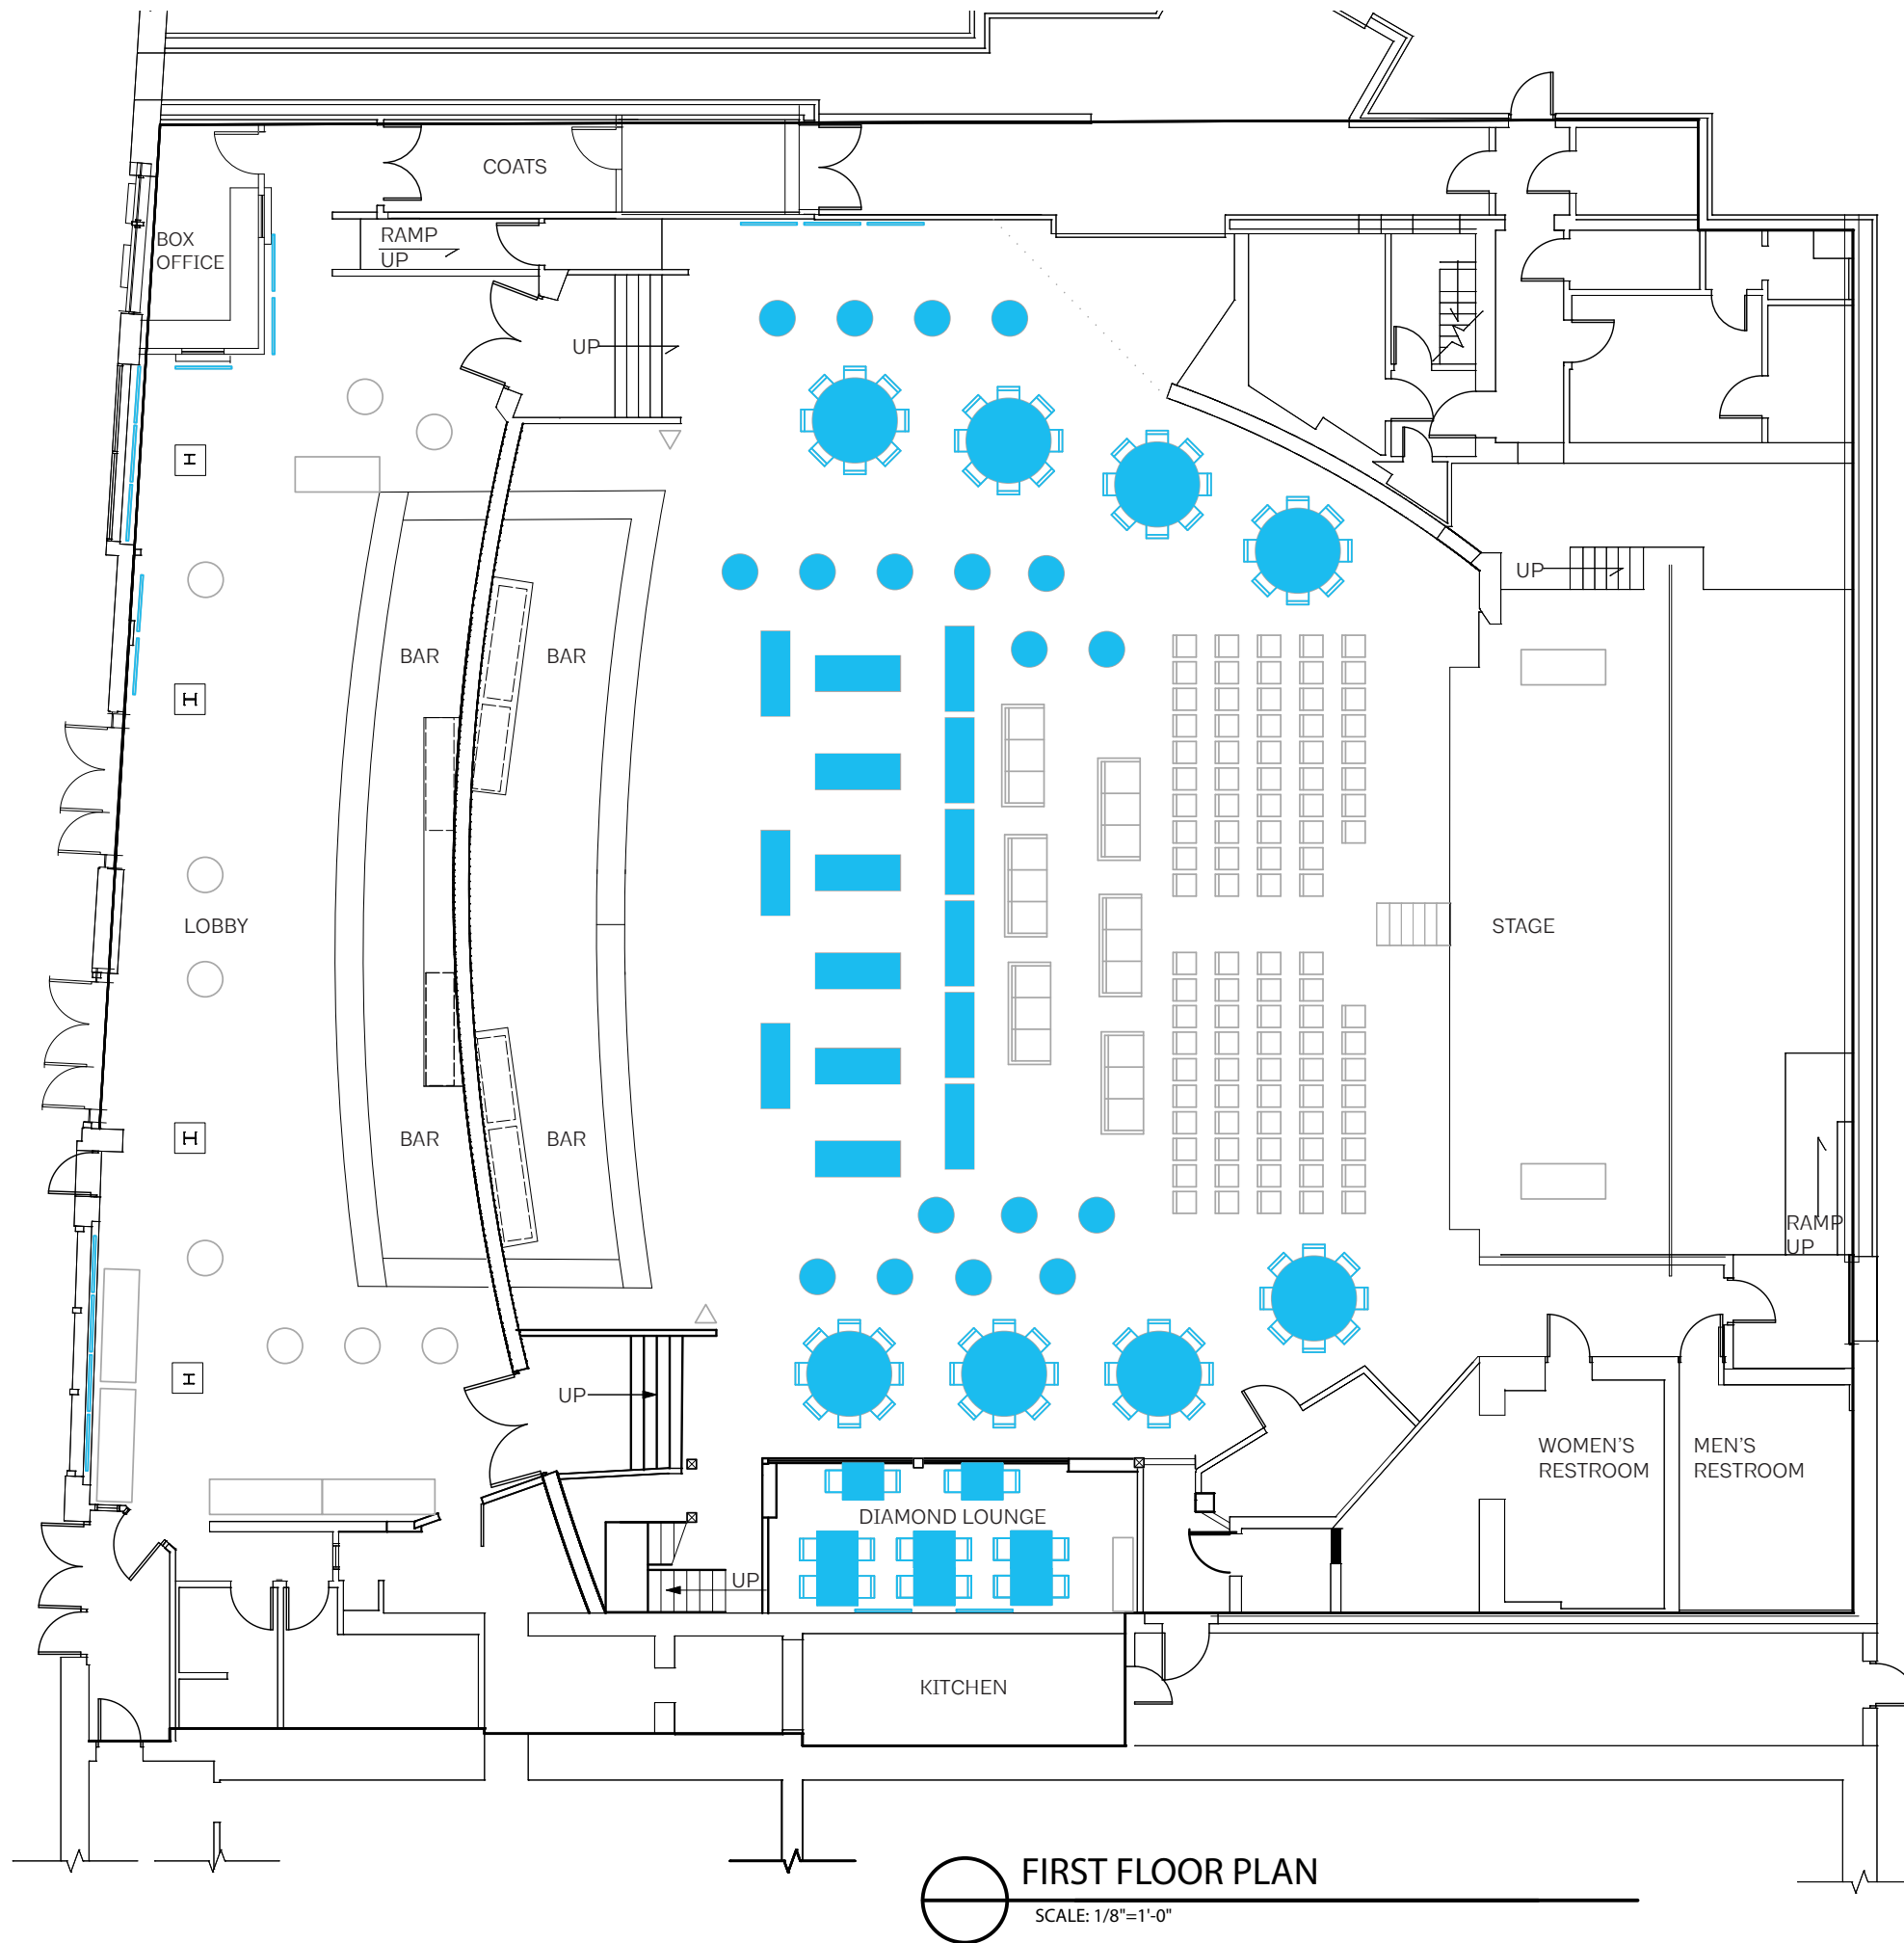 COATS
BOX
OFFICE
RAMP
UP
UP
UP
BAR
BAR
LOBBY
STAGE
BAR
BAR
RAMP
UP
UP
WOMEN'S
RESTROOM
MEN'S
RESTROOM
DIAMOND LOUNGE
UP
KITCHEN
FIRST FLOOR PLAN
SCALE: 1/8"=1'-0"